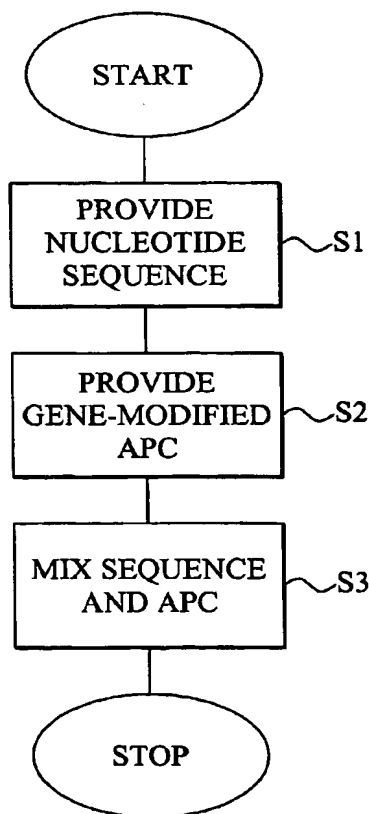 START
PROVIDE
NUCLEOTIDE
SEQUENCE
S1
PROVIDE
GENE-MODIFIED
APC
S2
MIX SEQUENCE
AND APC
S3
STOP